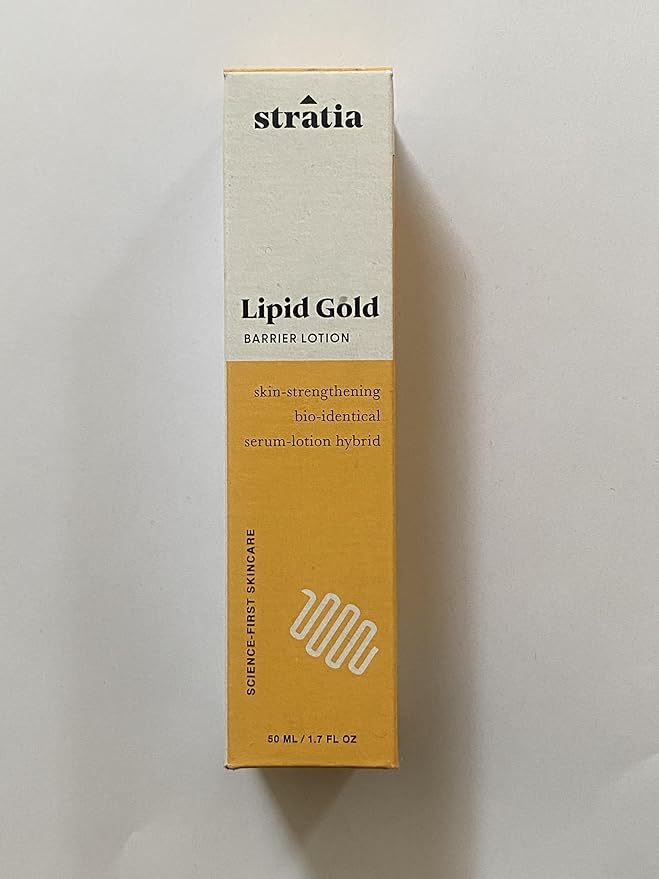 stratia
Lipid Gold
BARRIER LOTION
skin-strengthening
bio-identical
serum-lotion hybrid
SCIENCE-FIRST SKINCARE
50 ML / 1.7 FL OZ